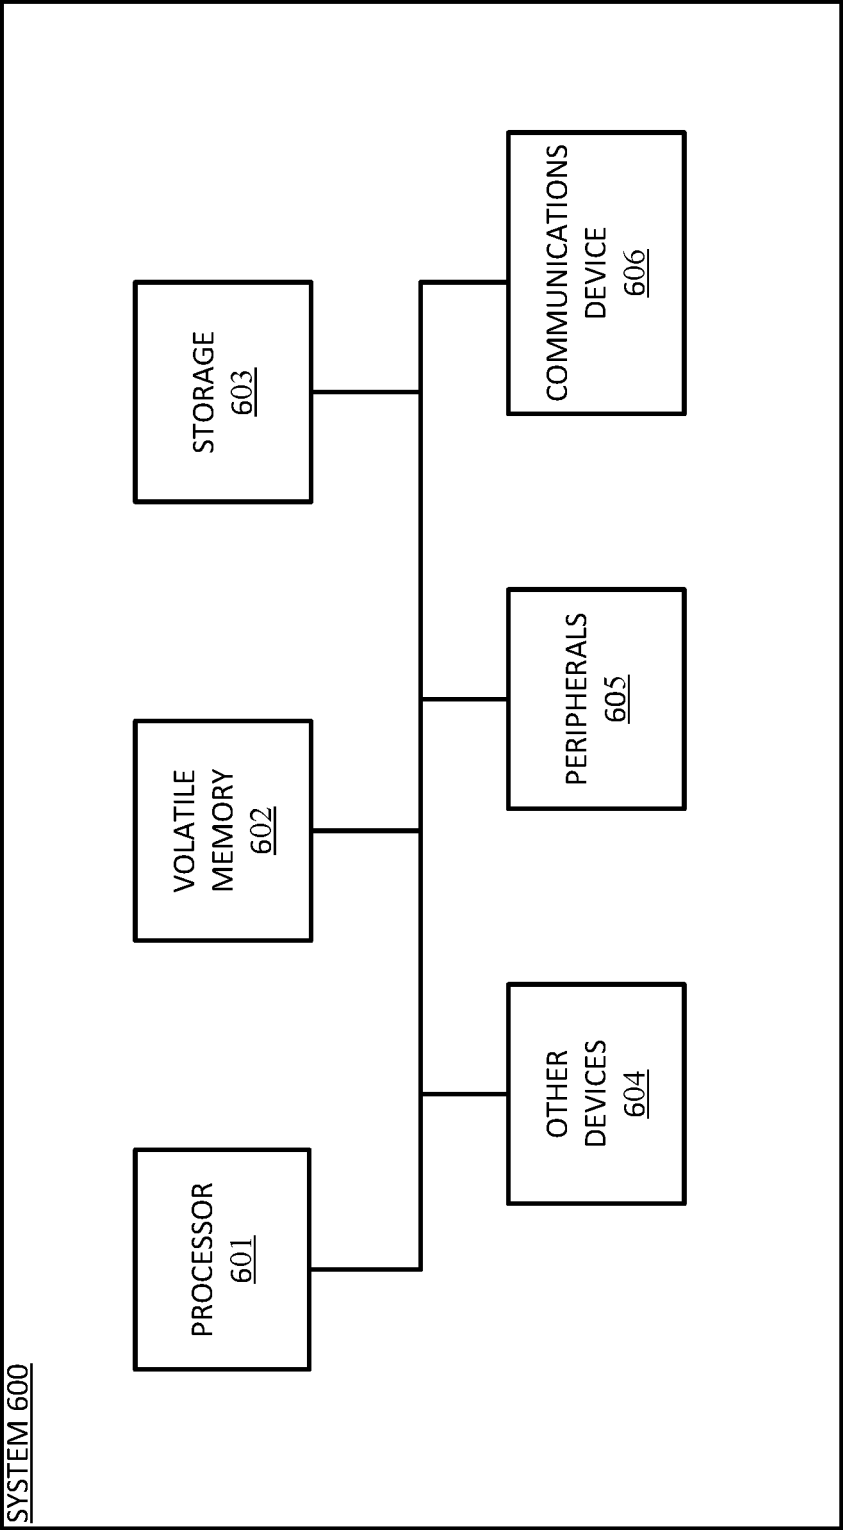 SYSTEM 600
PROCESSOR
601
VOLATILE
MEMORY
602
STORAGE
603
OTHER
DEVICES
604
PERIPHERALS
605
COMMUNICATIONS
DEVICE
606